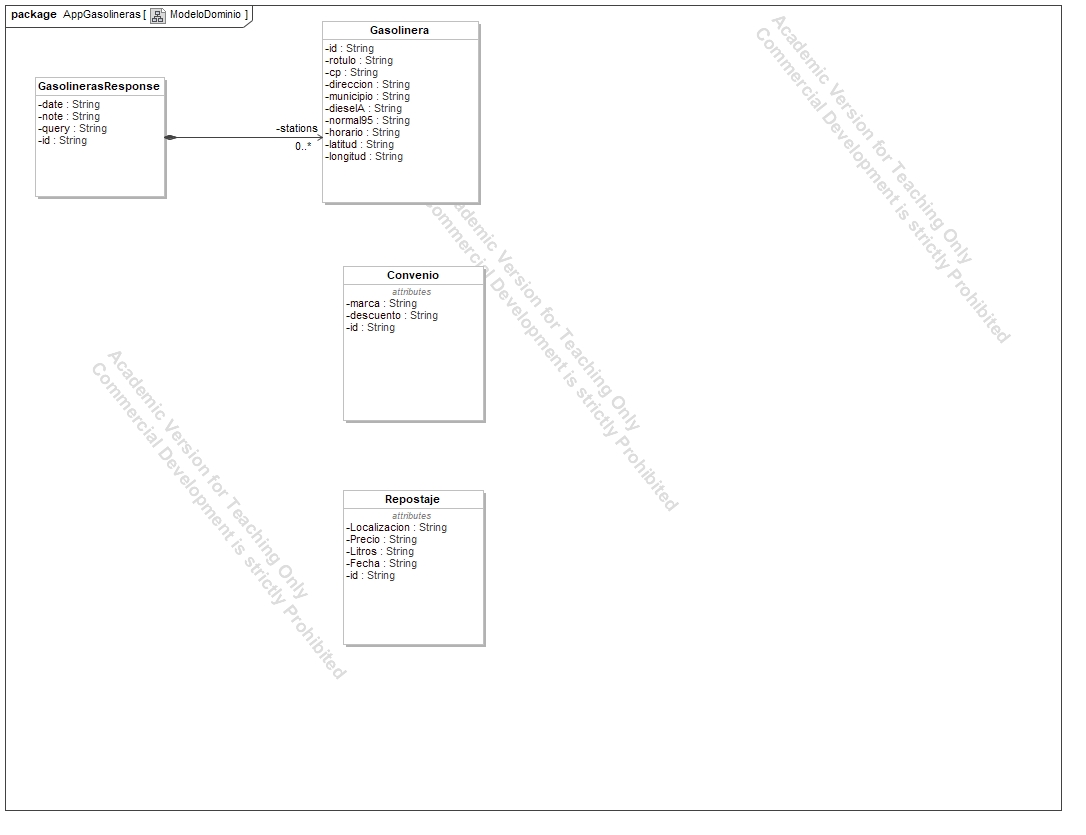 package AppGasolineras [ ModeloDominio ]
GasolinerasResponse
-date : String
-note : String
-query : String
-id : String
-stations
0..*
Gasolinera
-id : String
-rotulo : String
-cp : String
-direccion : String
-municipio : String
-dieselA : String
-normal95 : String
-horario : String
-latitud : String
-longitud : String
Convenio
attributes
-marca : String
-descuento : String
-id : String
Repostaje
attributes
-Localizacion : String
-Precio : String
-Litros : String
-Fecha : String
-id : String
Academic Version for Teaching Only
Commercial Development is strictly Prohibited
Academic Version for Teaching Only
Commercial Development is strictly Prohibited
Academic Version for Teaching Only
Commercial Development is strictly Prohibited